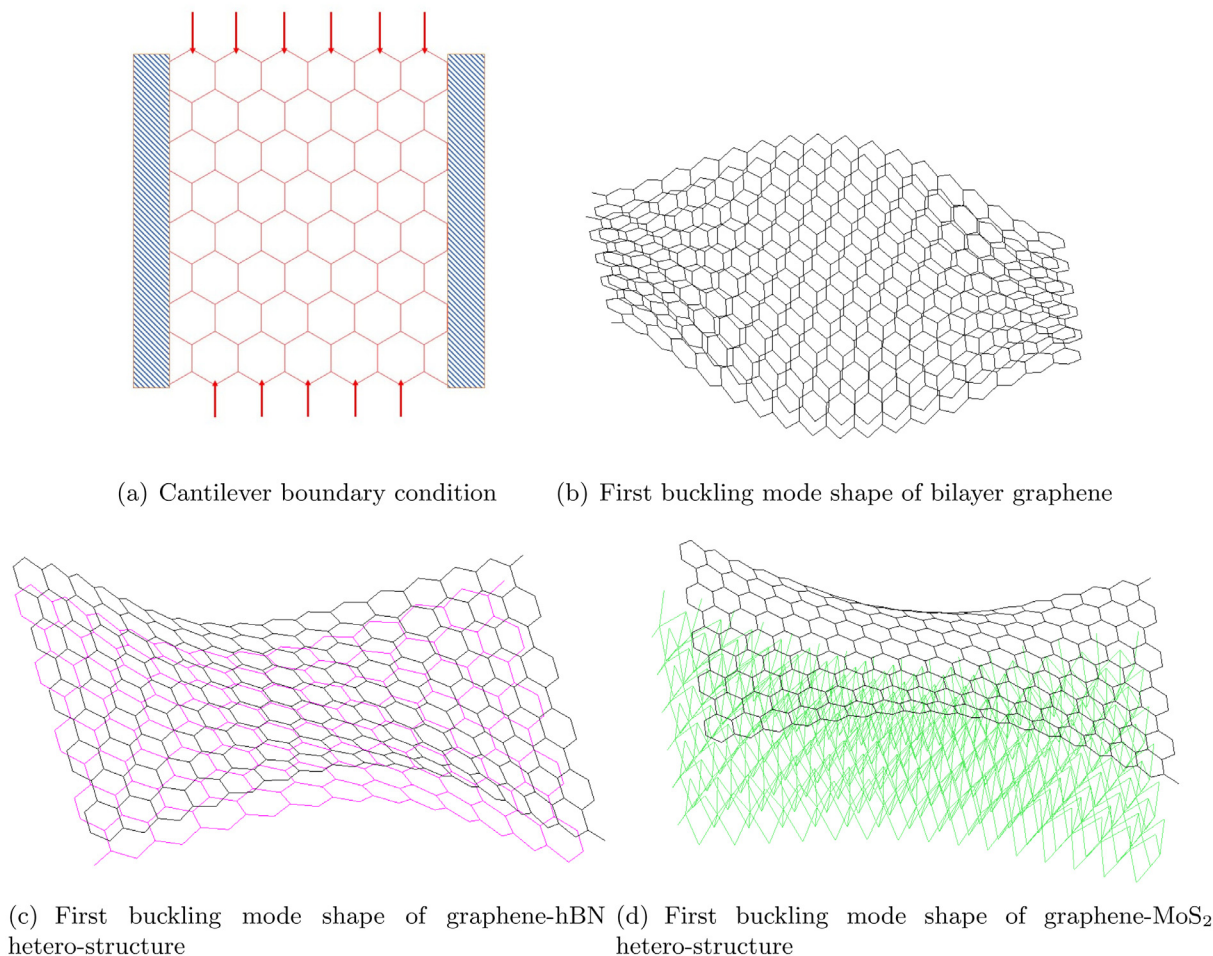 (a) Cantilever boundary condition
(b) First buckling mode shape of bilayer graphene
(c) First buckling mode shape of graphene-hBN
hetero-structure
(d) First buckling mode shape of graphene-MoS₂
hetero-structure